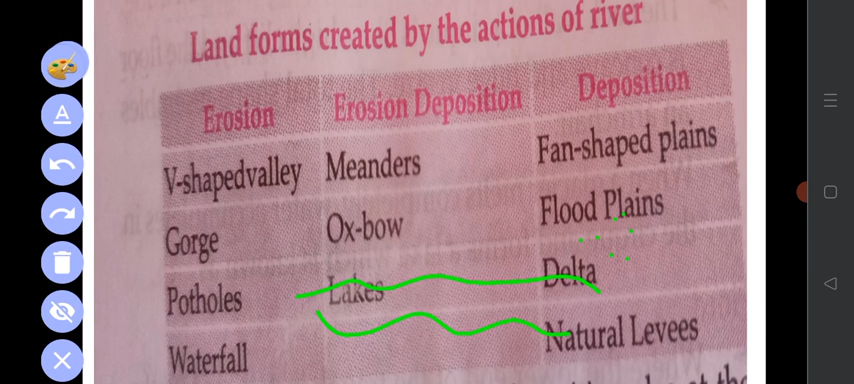 Land forms created by the actions of river
Erosion Erosion Deposition Deposition
V-shapedvalley Meanders Fan-shaped plains
Gorge Ox-bow Flood Plains
Potholes Lakes Delta
Waterfall Natural Levees